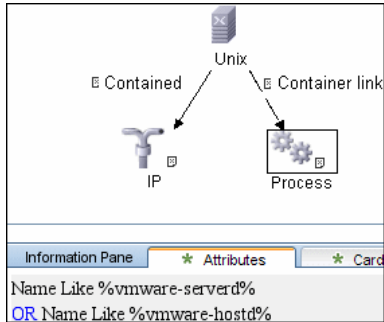 Unix
Contained
Container link
IP
Process
Information Pane
* Attributes
* Card
Name Like %vmware-serverd%
OR Name Like %vmware-hostd%